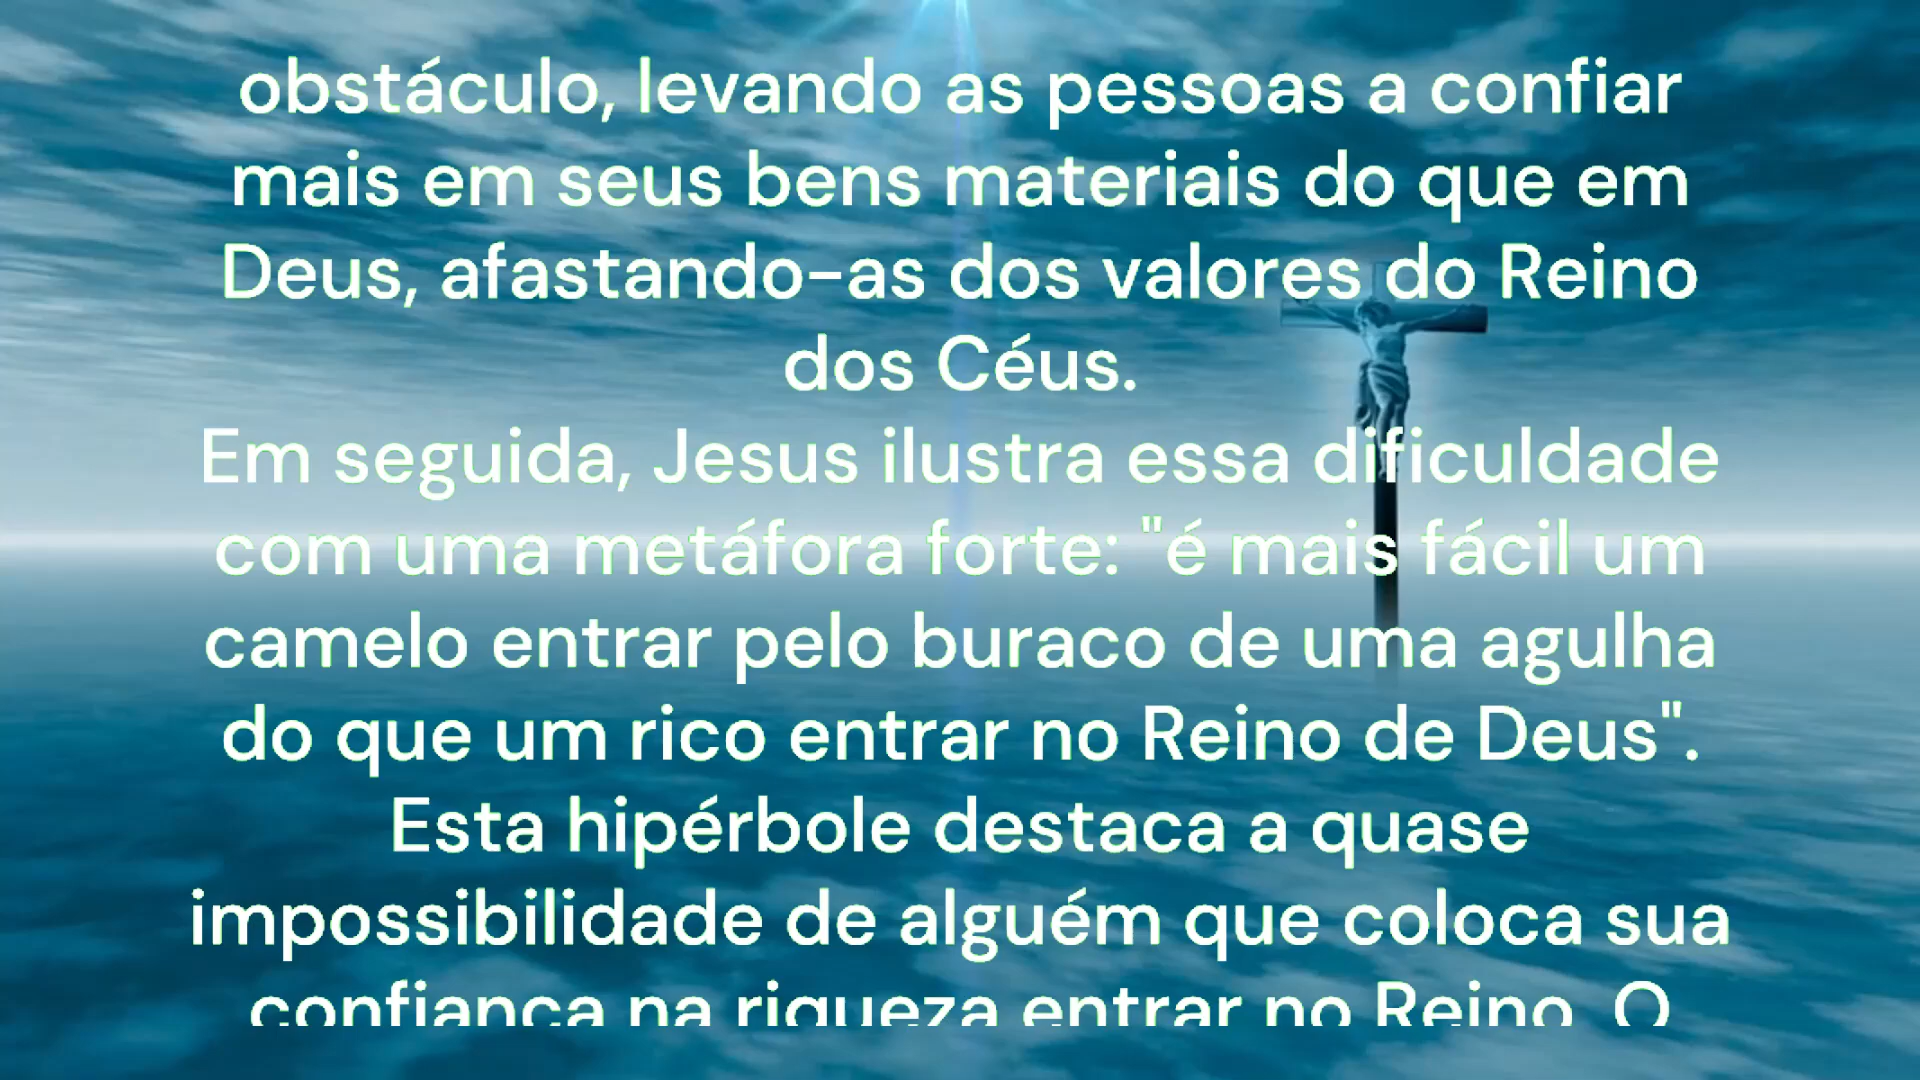 obstáculo, levando as pessoas a confiar
mais em seus bens materiais do que em
Deus, afastando-as dos valores do Reino
dos Céus.
Em seguida, Jesus ilustra essa dificuldade
com uma metáfora forte: "é mais fácil um
camelo entrar pelo buraco de uma agulha
do que um rico entrar no Reino de Deus".
Esta hipérbole destaca a quase
impossibilidade de alguém que coloca sua
confiança na riqueza entrar no Reino. O